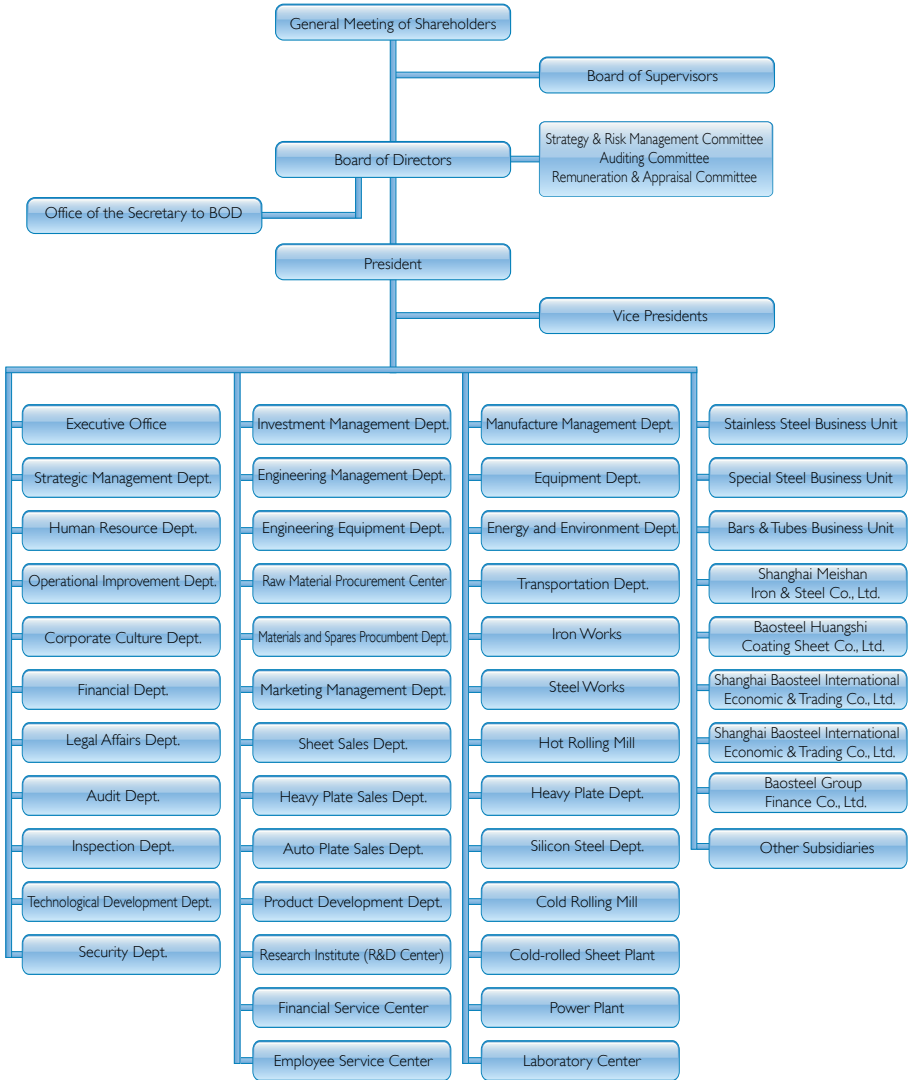 General Meeting of Shareholders
Board of Supervisors
Board of Directors
Strategy & Risk Management Committee
Auditing Committee
Remuneration & Appraisal Committee
Office of the Secretary to BOD
President
Vice Presidents
Executive Office
Strategic Management Dept.
Human Resource Dept.
Operational Improvement Dept.
Corporate Culture Dept.
Financial Dept.
Legal Affairs Dept.
Audit Dept.
Inspection Dept.
Technological Development Dept.
Security Dept.
Investment Management Dept.
Engineering Management Dept.
Engineering Equipment Dept.
Raw Material Procurement Center
Materials and Spares Procumbent Dept.
Marketing Management Dept.
Sheet Sales Dept.
Heavy Plate Sales Dept.
Auto Plate Sales Dept.
Product Development Dept.
Research Institute (R&D Center)
Financial Service Center
Employee Service Center
Manufacture Management Dept.
Equipment Dept.
Energy and Environment Dept.
Transportation Dept.
Iron Works
Steel Works
Hot Rolling Mill
Heavy Plate Dept.
Silicon Steel Dept.
Cold Rolling Mill
Cold-rolled Sheet Plant
Power Plant
Laboratory Center
Stainless Steel Business Unit
Special Steel Business Unit
Bars & Tubes Business Unit
Shanghai Meishan
Iron & Steel Co., Ltd.
Baosteel Huangshi
Coating Sheet Co., Ltd.
Shanghai Baosteel International
Economic & Trading Co., Ltd.
Shanghai Baosteel International
Economic & Trading Co., Ltd.
Baosteel Group
Finance Co., Ltd.
Other Subsidiaries